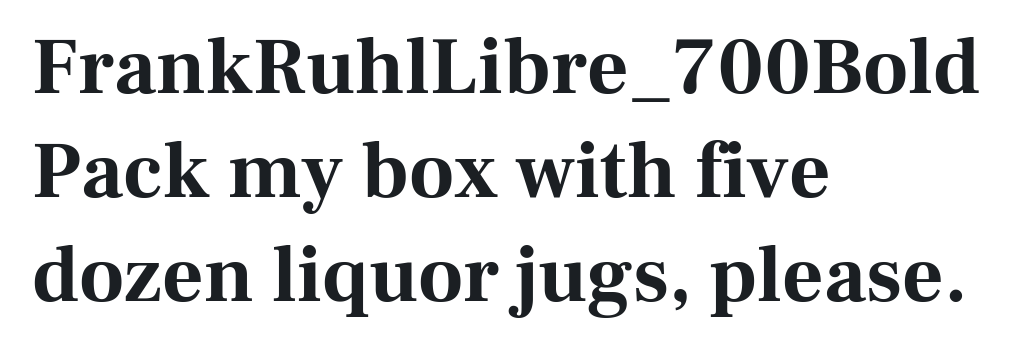 FrankRuhlLibre_700Bold
Pack my box with five
dozen liquor jugs, please.